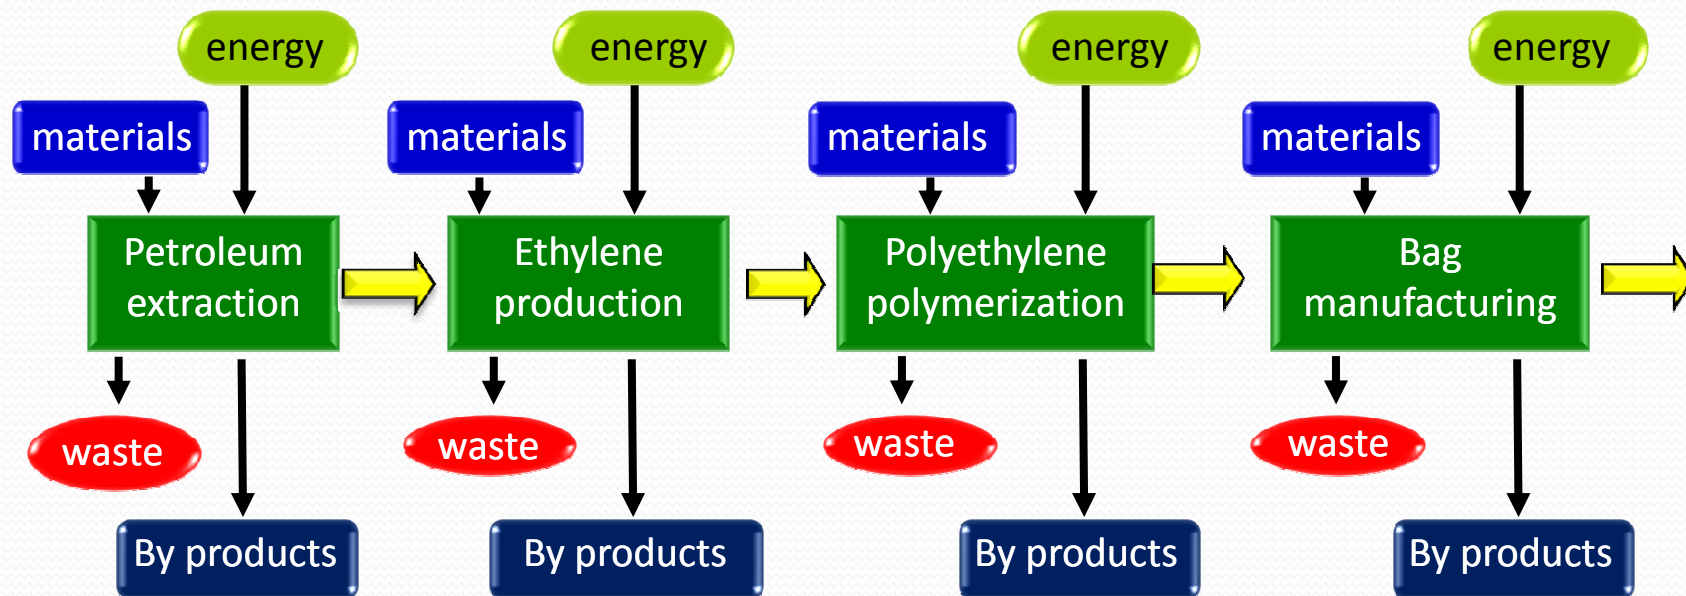 energy
energy
energy
energy
materials
materials
materials
materials
Petroleum
extraction
Ethylene
production
Polyethylene
polymerization
Bag
manufacturing
waste
waste
waste
waste
By products
By products
By products
By products